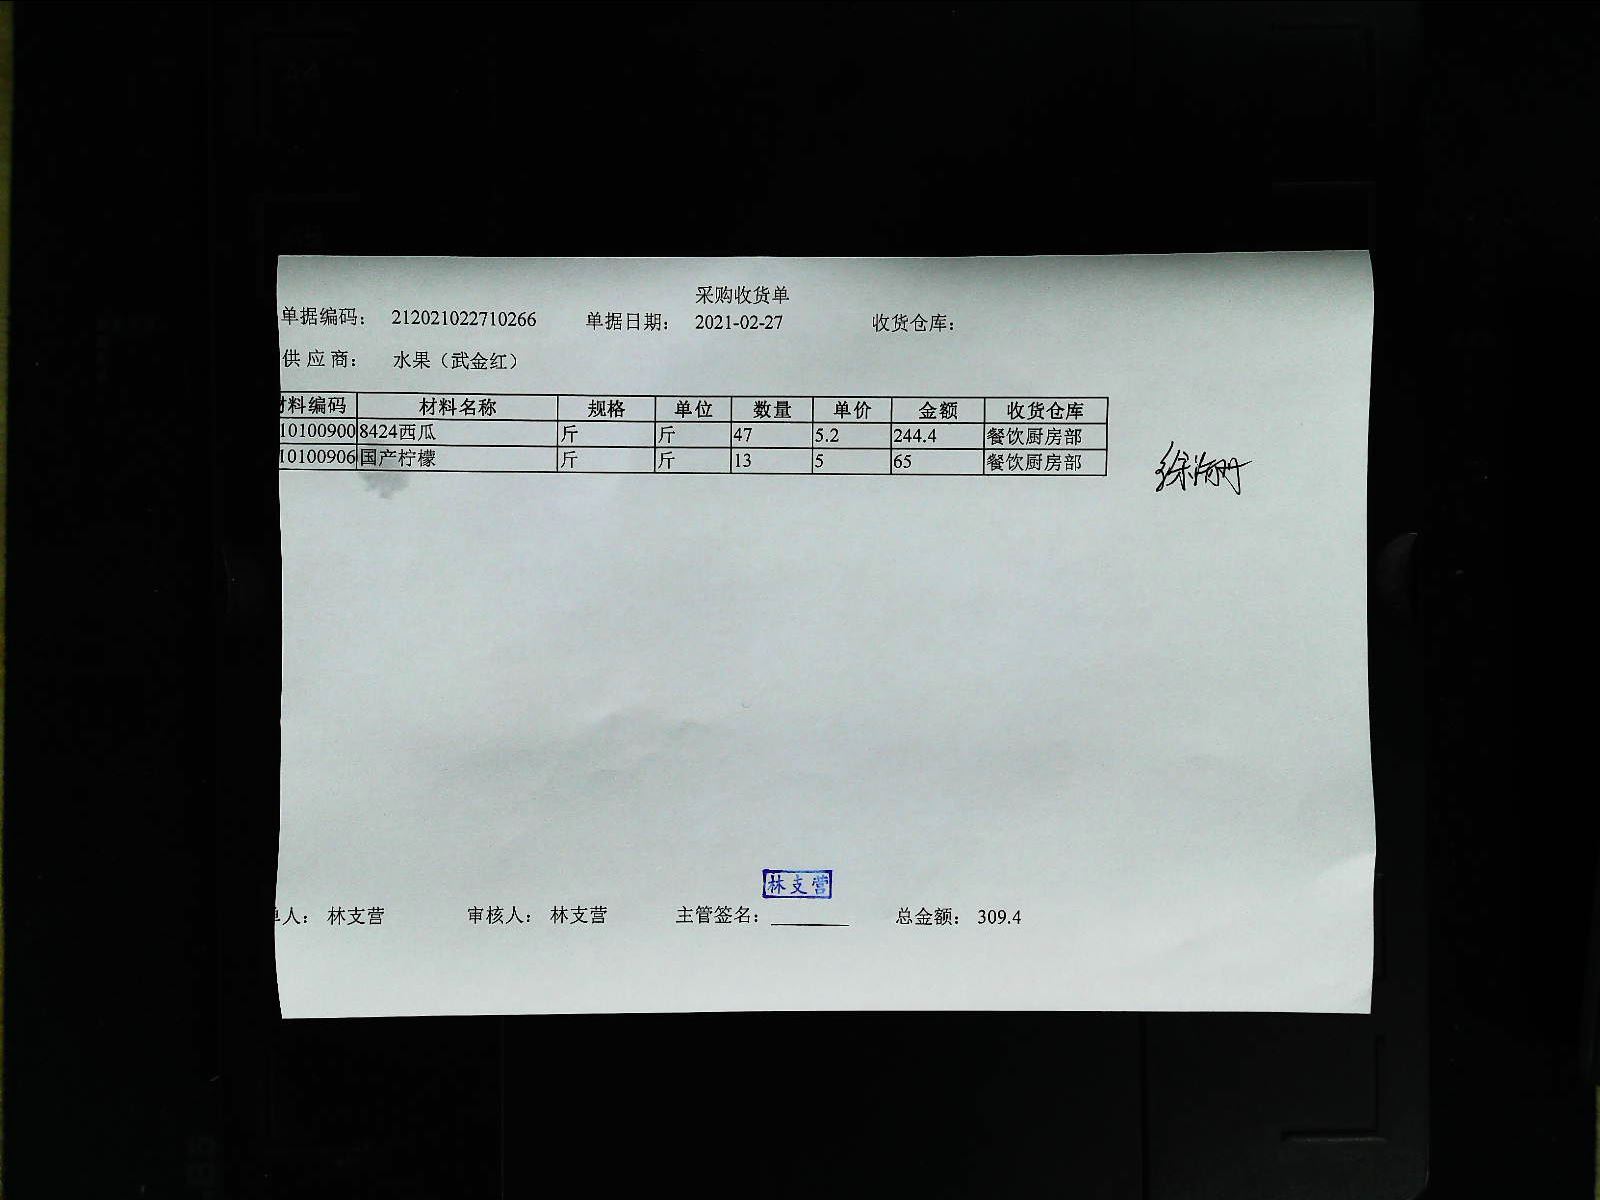 采购收货单
单据编码： 212021022710266 单据日期： 2021-02-27 收货仓库：
供应商： 水果（武金红）
材料编码 材料名称 规格 单位 数量 单价 金额 收货仓库
10100900 8424西瓜 斤 斤 47 5.2 244.4 餐饮厨房部
10100906 国产柠檬 斤 斤 13 5 65 餐饮厨房部
林支营
单人： 林支营 审核人： 林支营 主管签名： 总金额： 309.4